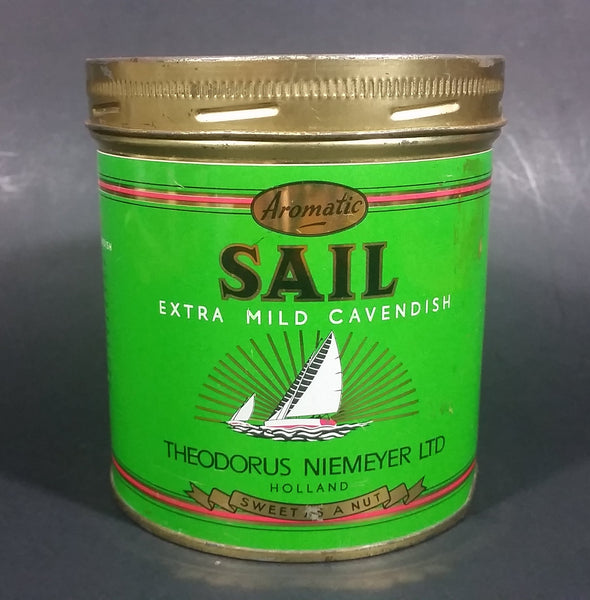 Aromatic
SAIL
EXTRA MILD CAVENDISH
THEODORUS NIEMEYER LTD
HOLLAND
SWEET AS A NUT